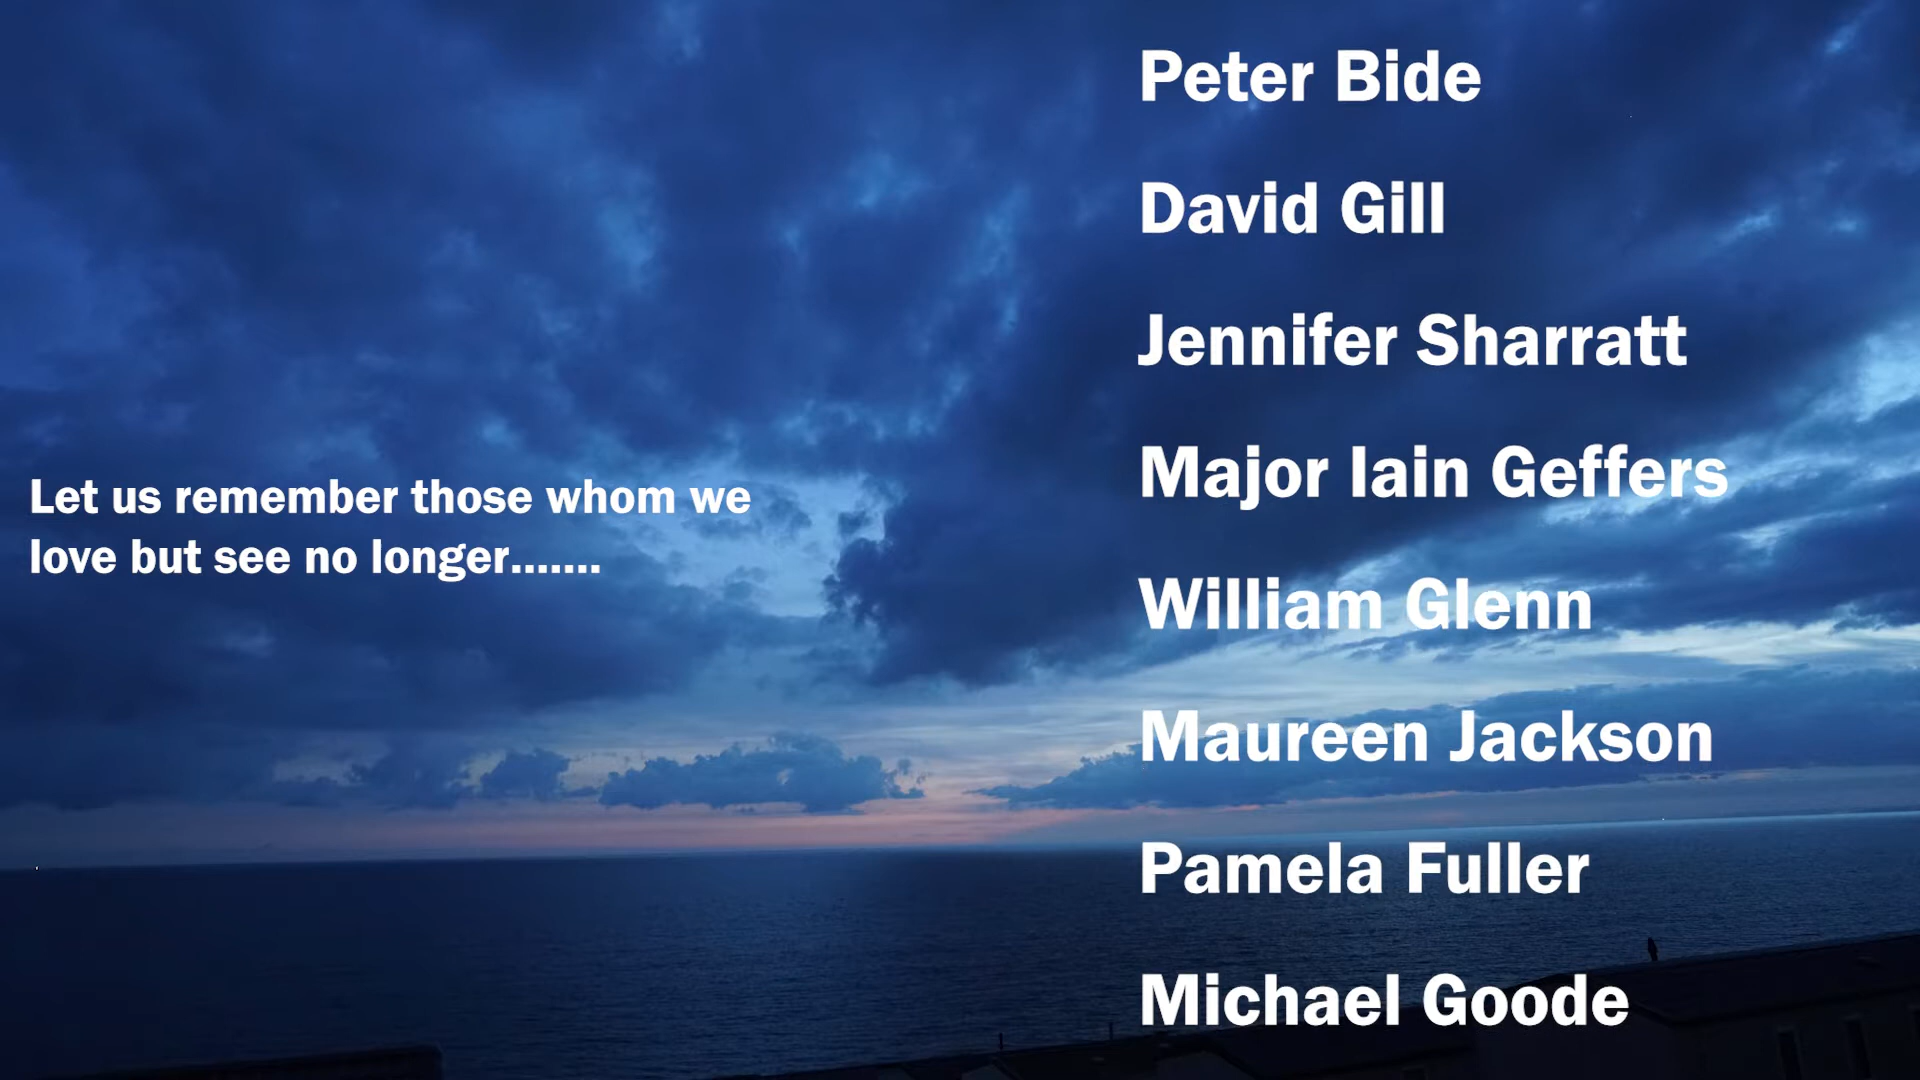 Let us remember those whom we
love but see no longer.......
Peter Bide
David Gill
Jennifer Sharratt
Major Iain Geffers
William Glenn
Maureen Jackson
Pamela Fuller
Michael Goode